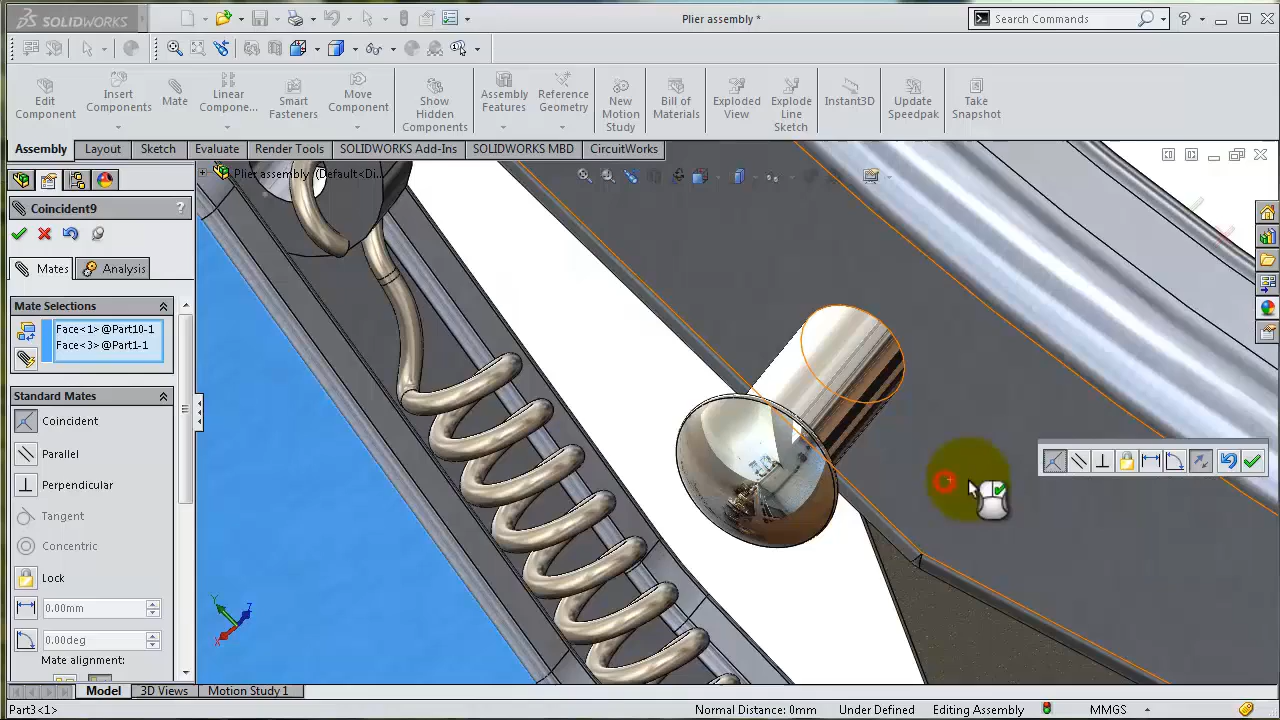 SOLIDWORKS
Plier assembly *
Search Commands
?
Edit Component
Insert Components
Mate
Linear Compone...
Smart Fasteners
Move Component
Show Hidden Components
Assembly Features
Reference Geometry
New Motion Study
Bill of Materials
Exploded View
Explode Line Sketch
Instant3D
Update Speedpak
Take Snapshot
Assembly
Layout
Sketch
Evaluate
Render Tools
SOLIDWORKS Add-Ins
SOLIDWORKS MBD
CircuitWorks
Plier assembly (Default<Di...
Coincident9
?
Mates
Analysis
Mate Selections
Face<1>@Part10-1
Face<3>@Part1-1
Standard Mates
Coincident
Parallel
Perpendicular
Tangent
Concentric
Lock
0.00mm
0.00deg
Mate alignment:
Y
Z
X
Model
3D Views
Motion Study 1
Part3<1>
Normal Distance: 0mm
Under Defined
Editing Assembly
MMGS